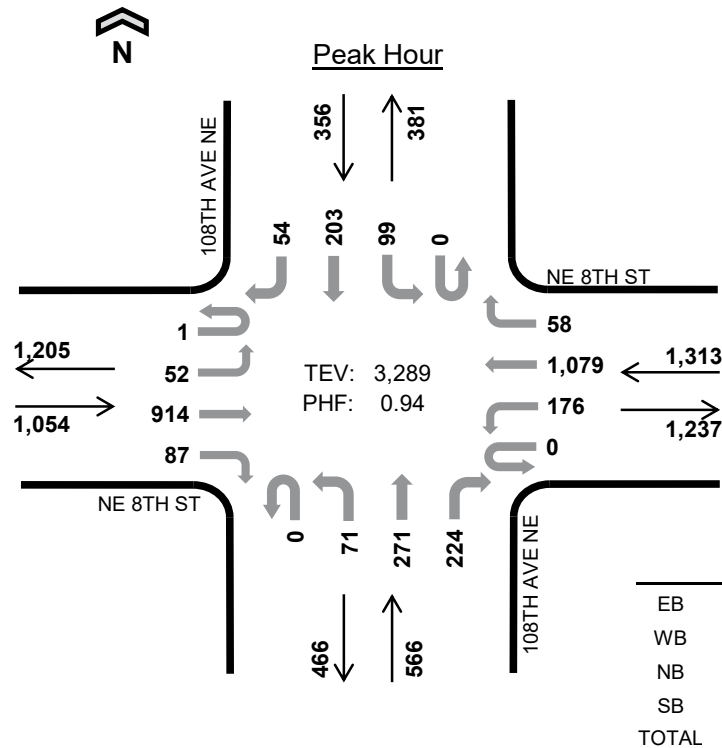 N
Peak Hour
356
381
108TH AVE NE
54
203
99
0
NE 8TH ST
1
58
1,205
52
TEV: 3,289
1,079
1,313
1,054
914
PHF: 0.94
176
1,237
87
0
NE 8TH ST
0
71
271
224
108TH AVE NE
466
566
EB
WB
NB
SB
TOTAL